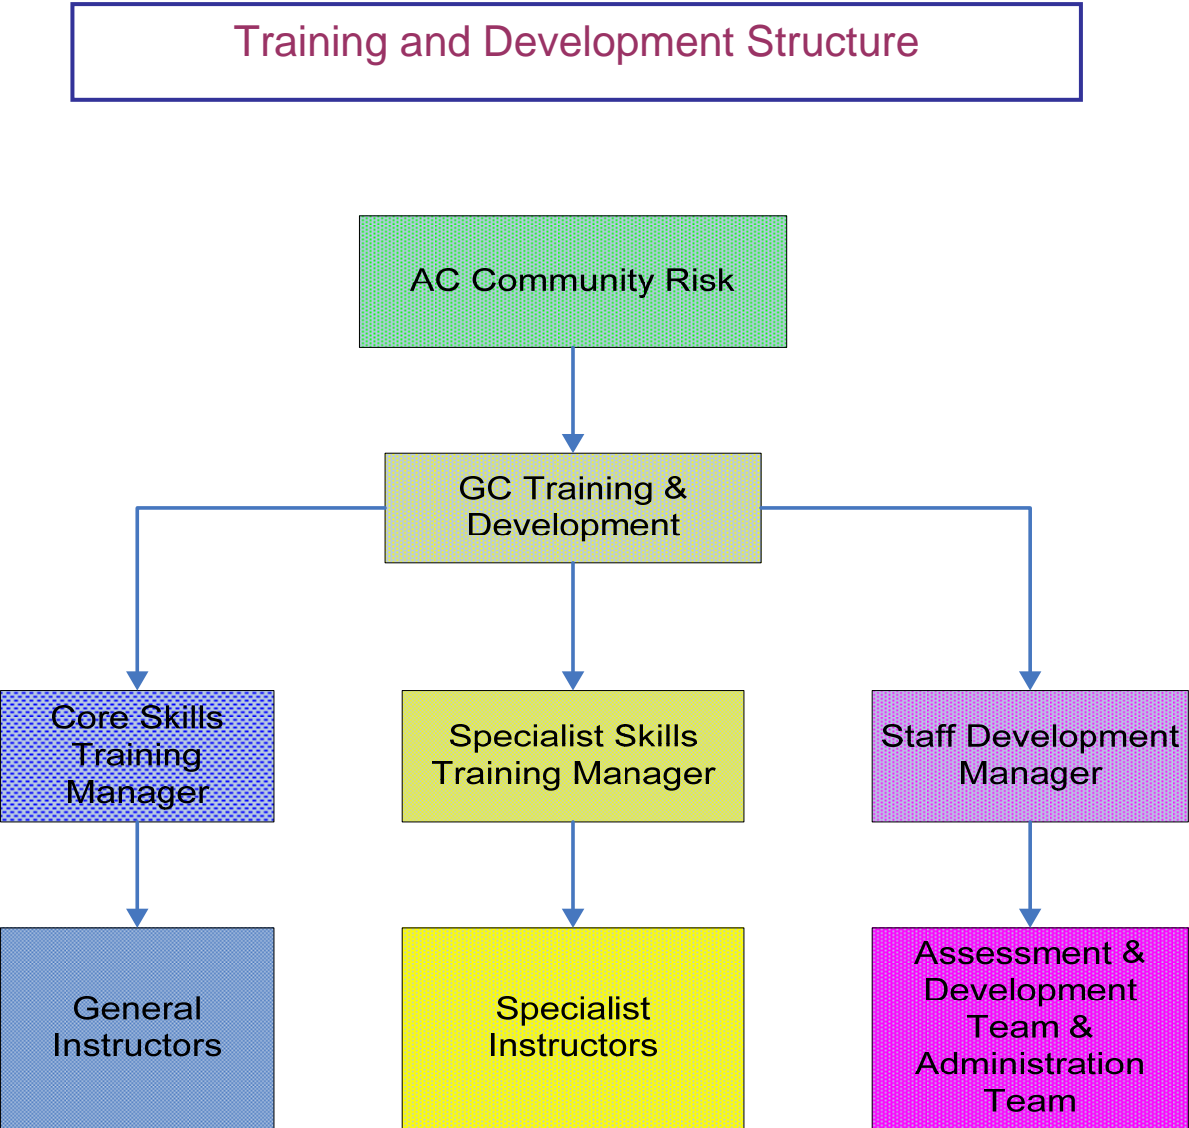 Training and Development Structure
AC Community Risk
GC Training &
Development
Core Skills
Training
Manager
Specialist Skills
Training Manager
Staff Development
Manager
General
Instructors
Specialist
Instructors
Assessment &
Development
Team &
Administration
Team